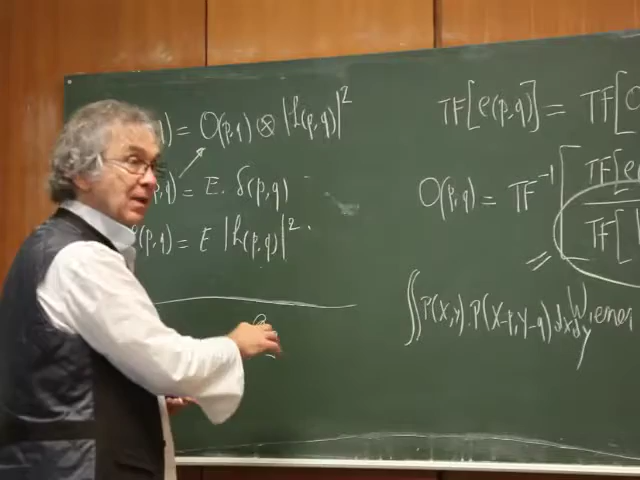 ) = O(p,q) ⊗ |h(p,q)|²
,q) = E. δ(p,q)
(p,q) = E |h(p,q)|².
TF[e(p,q)] = TF[O
O(p,q) = TF⁻¹[ TF[e
TF[
=
∬ P(x,y).P(x-p,y-q) dxdy
Wiener